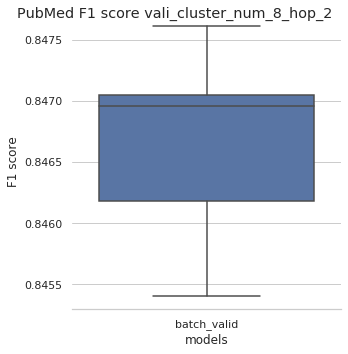 PubMed F1 score vali_cluster_num_8_hop_2
0.8475
0.8470
0.8465
0.8460
0.8455
F1 score
batch_valid
models